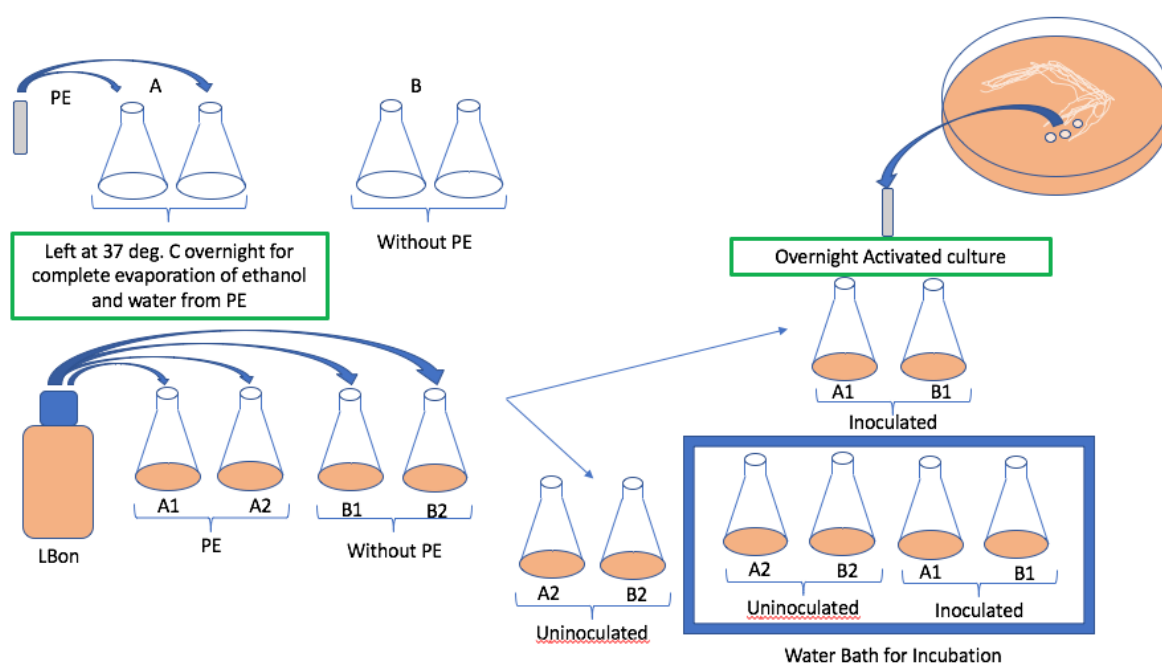 PE
A
B
Left at 37 deg. C overnight for
complete evaporation of ethanol
and water from PE
Without PE
Overnight Activated culture
A1
B1
Inoculated
A1
A2
B1
B2
PE
Without PE
LBon
A2
B2
Uninoculated
A2
B2
A1
B1
Uninoculated
Inoculated
Water Bath for Incubation